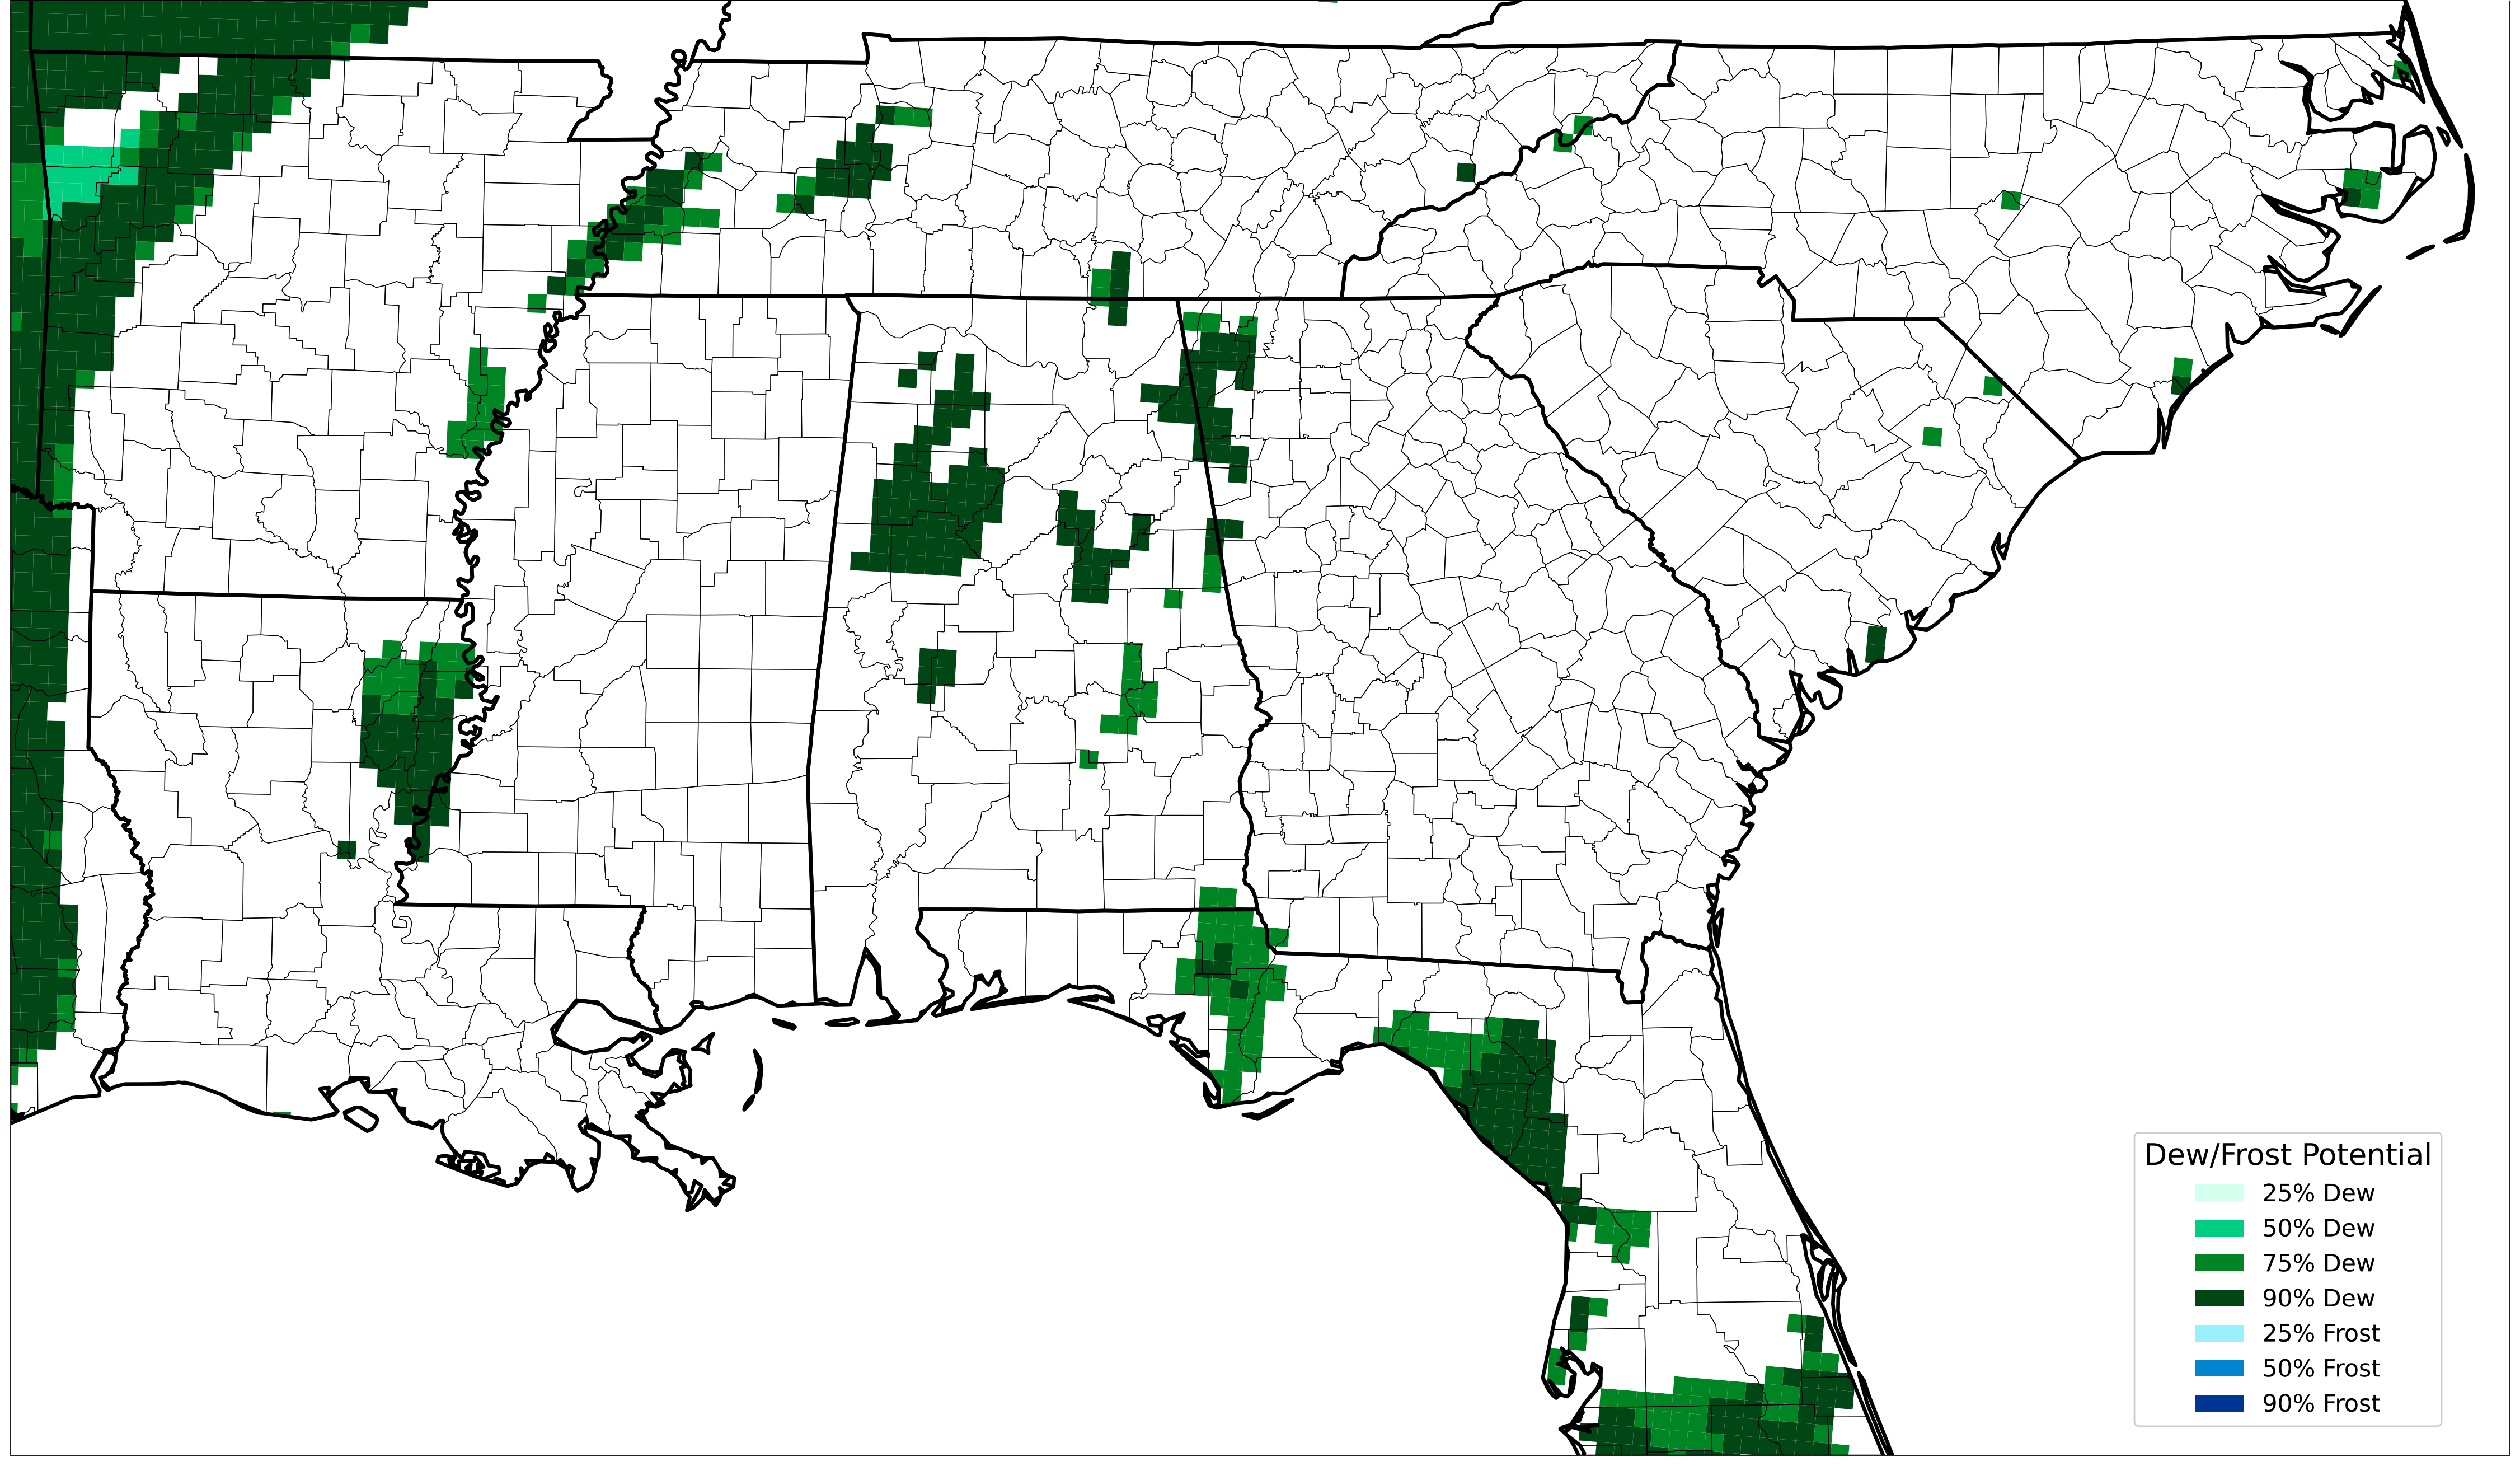 Dew/Frost Potential
25% Dew
50% Dew
75% Dew
90% Dew
25% Frost
50% Frost
90% Frost